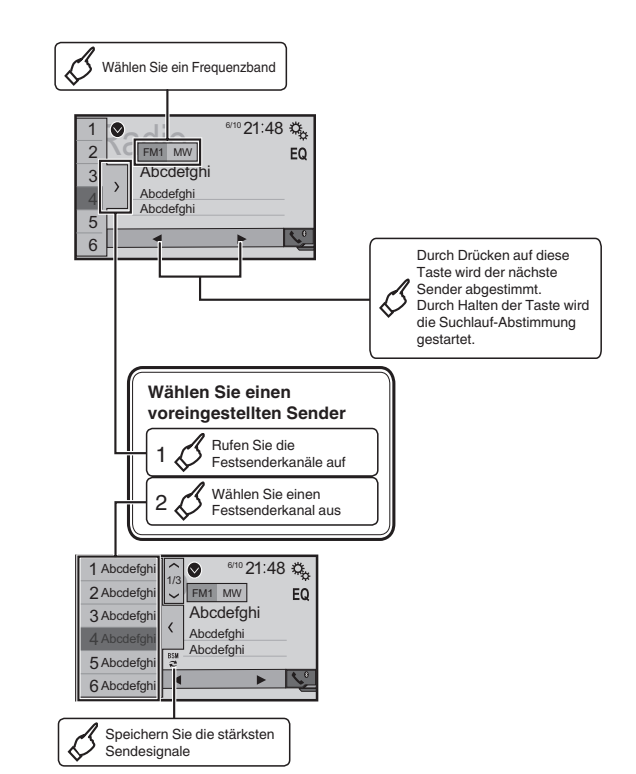 Wählen Sie ein Frequenzband
Radio
6/10 21:48
1
2
3
4
5
6
FM1 MW
EQ
Abcdefghi
Abcdefghi
Abcdefghi
Durch Drücken auf diese
Taste wird der nächste
Sender abgestimmt.
Durch Halten der Taste wird
die Suchlauf-Abstimmung
gestartet.
Wählen Sie einen
voreingestellten Sender
1 Rufen Sie die
Festsenderkanäle auf
2 Wählen Sie einen
Festsenderkanal aus
1 Abcdefghi
2 Abcdefghi
3 Abcdefghi
4 Abcdefghi
5 Abcdefghi
6 Abcdefghi
1/3
BSM
6/10 21:48
FM1 MW
EQ
Abcdefghi
Abcdefghi
Abcdefghi
Speichern Sie die stärksten
Sendesignale